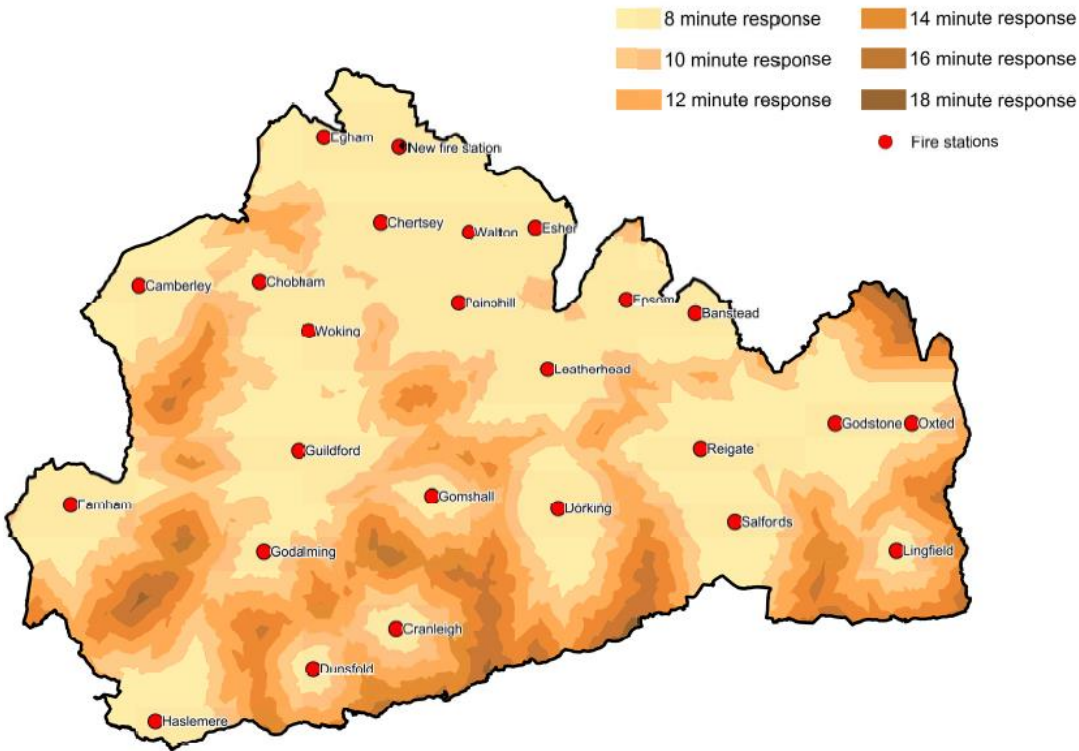 8 minute response
14 minute response
10 minute response
16 minute response
12 minute response
18 minute response
Fire stations
Egham
New fire station
Chertsey
Walton
Esher
Camberley
Chobham
Epsom
Banstead
Woking
Leatherhead
Godstone
Oxted
Guildford
Reigate
Gomshall
Farnham
Dorking
Salfords
Godalming
Lingfield
Cranleigh
Dunsfold
Haslemere